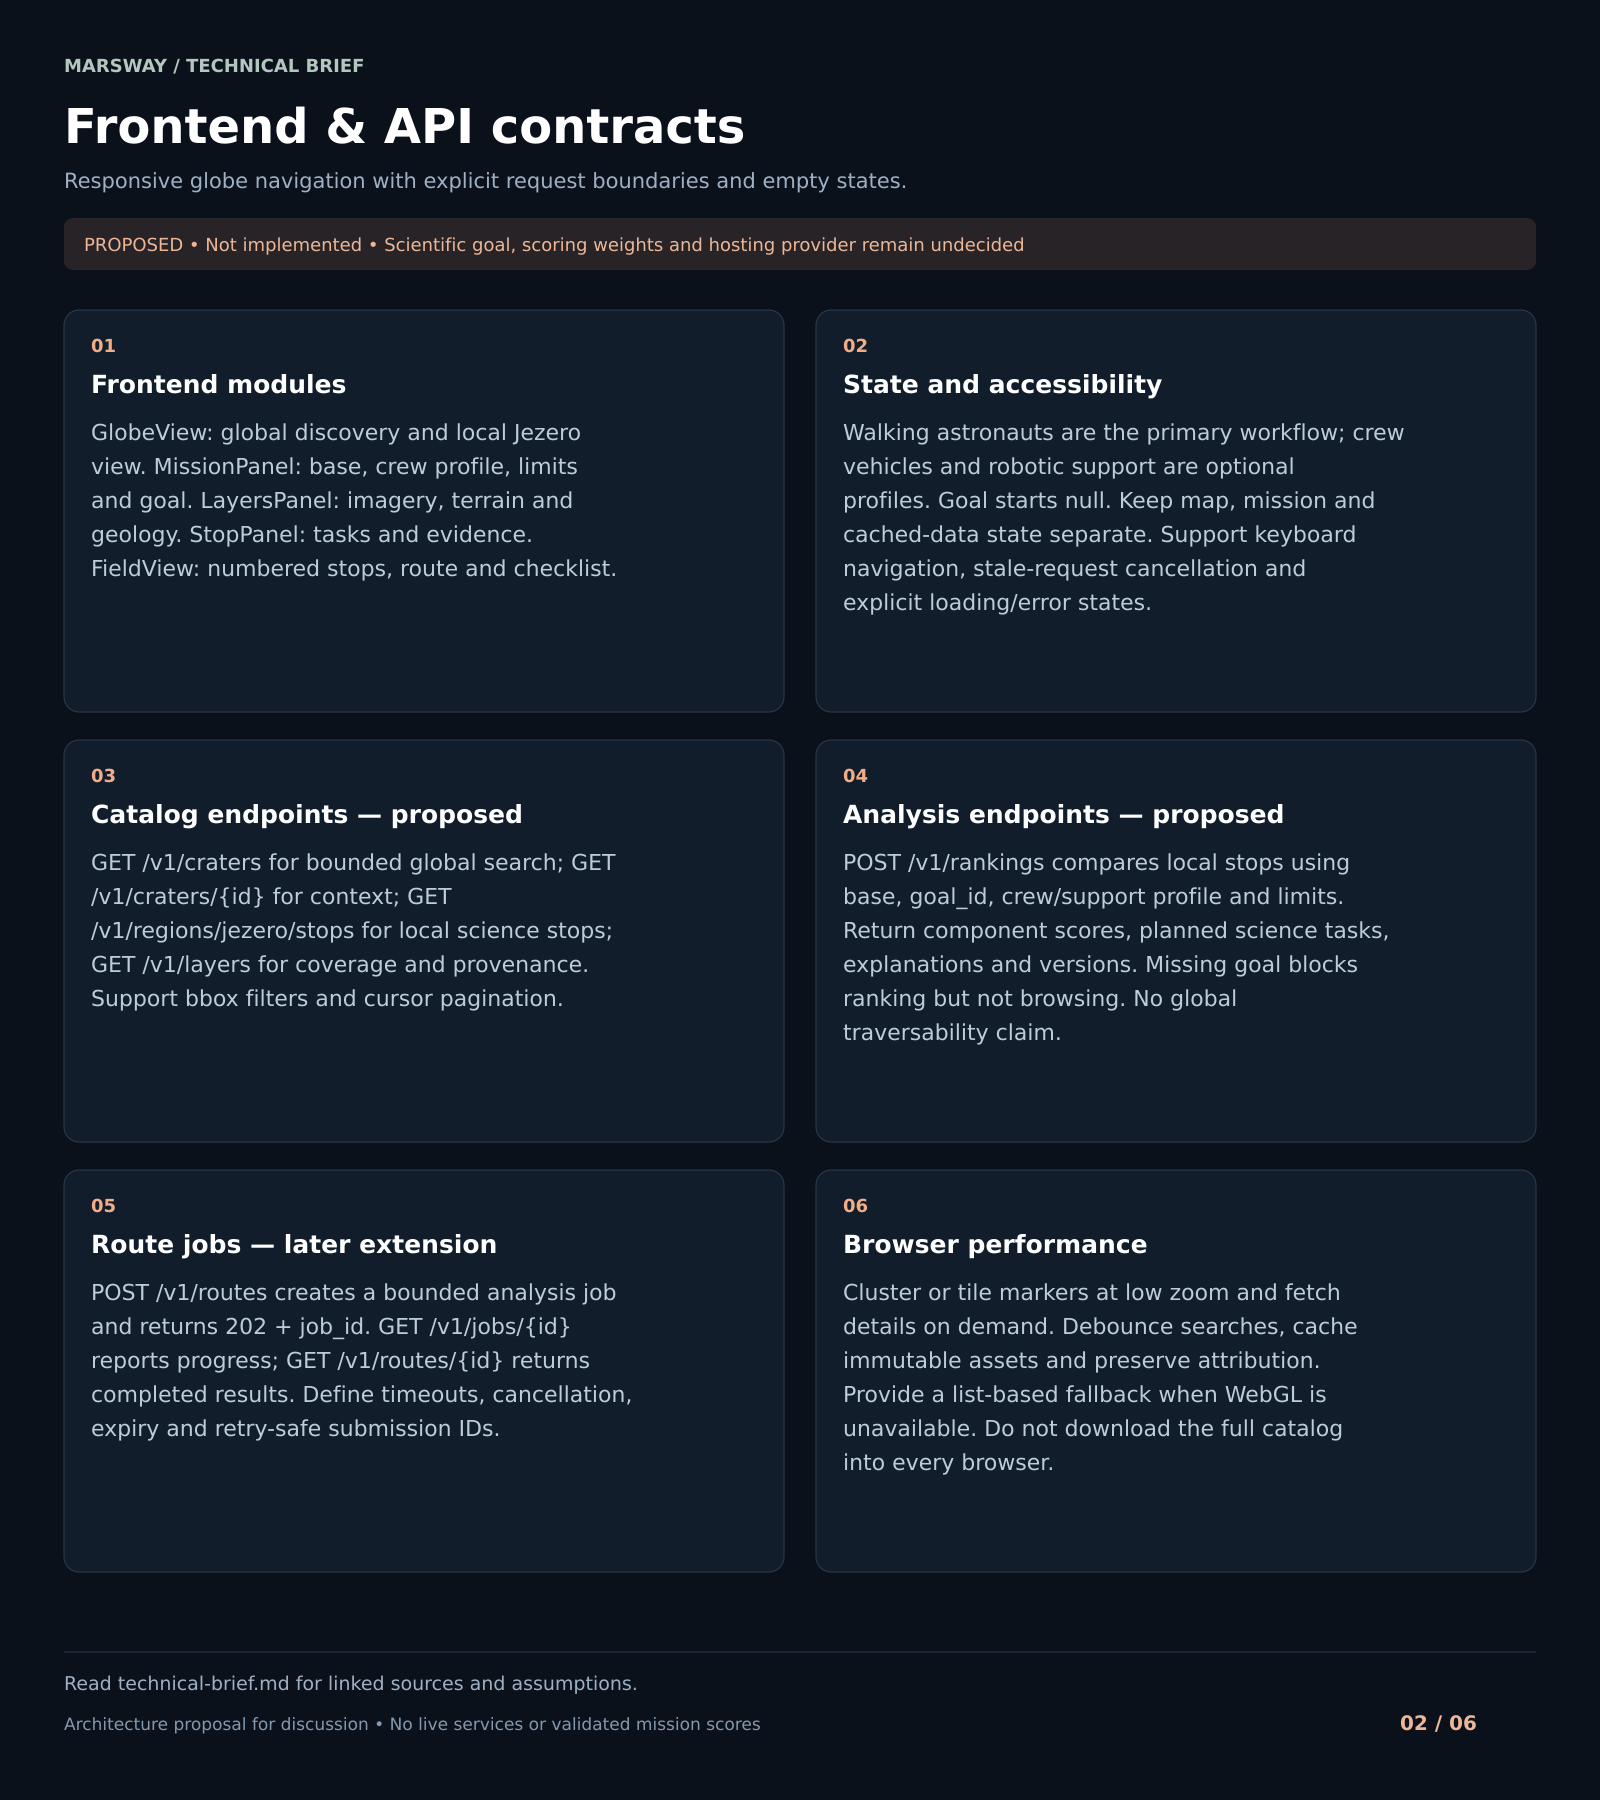 MARSWAY / TECHNICAL BRIEF
Frontend & API contracts
Responsive globe navigation with explicit request boundaries and empty states.
PROPOSED • Not implemented • Scientific goal, scoring weights and hosting provider remain undecided
01
Frontend modules
GlobeView: global discovery and local Jezero
view. MissionPanel: base, crew profile, limits
and goal. LayersPanel: imagery, terrain and
geology. StopPanel: tasks and evidence.
FieldView: numbered stops, route and checklist.
02
State and accessibility
Walking astronauts are the primary workflow; crew
vehicles and robotic support are optional
profiles. Goal starts null. Keep map, mission and
cached-data state separate. Support keyboard
navigation, stale-request cancellation and
explicit loading/error states.
03
Catalog endpoints — proposed
GET /v1/craters for bounded global search; GET
/v1/craters/{id} for context; GET
/v1/regions/jezero/stops for local science stops;
GET /v1/layers for coverage and provenance.
Support bbox filters and cursor pagination.
04
Analysis endpoints — proposed
POST /v1/rankings compares local stops using
base, goal_id, crew/support profile and limits.
Return component scores, planned science tasks,
explanations and versions. Missing goal blocks
ranking but not browsing. No global
traversability claim.
05
Route jobs — later extension
POST /v1/routes creates a bounded analysis job
and returns 202 + job_id. GET /v1/jobs/{id}
reports progress; GET /v1/routes/{id} returns
completed results. Define timeouts, cancellation,
expiry and retry-safe submission IDs.
06
Browser performance
Cluster or tile markers at low zoom and fetch
details on demand. Debounce searches, cache
immutable assets and preserve attribution.
Provide a list-based fallback when WebGL is
unavailable. Do not download the full catalog
into every browser.
Read technical-brief.md for linked sources and assumptions.
Architecture proposal for discussion • No live services or validated mission scores
02 / 06